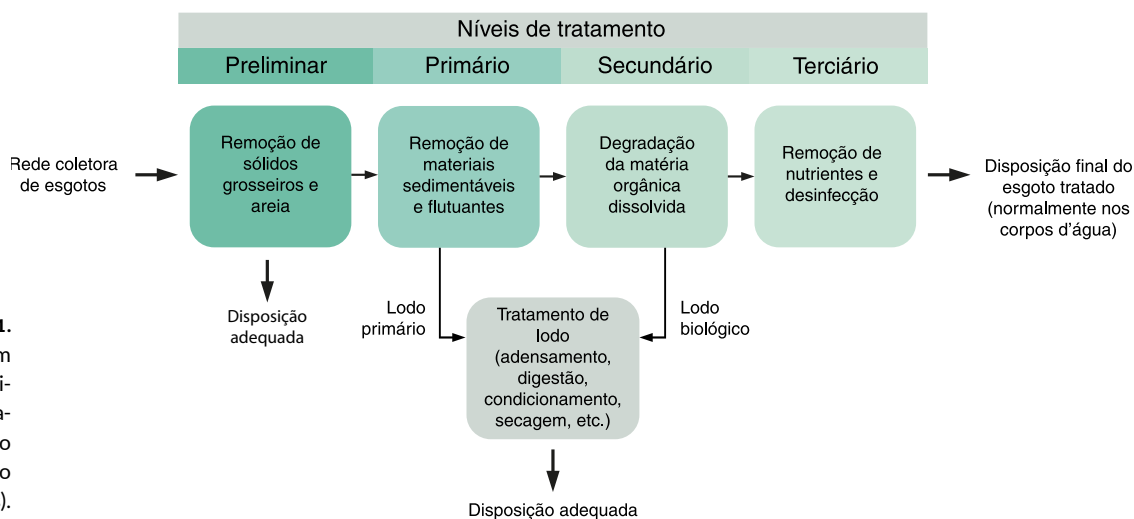 Níveis de tratamento
Preliminar
Primário
Secundário
Terciário
Rede coletora
de esgotos
Remoção de
sólidos
grosseiros e
areia
Remoção de
materiais
sedimentáveis
e flutuantes
Degradação
da matéria
orgânica
dissolvida
Remoção de
nutrientes e
desinfecção
Disposição final do
esgoto tratado
(normalmente nos
corpos d'água)
Disposição
adequada
Lodo
primário
Tratamento de
lodo
(adensamento,
digestão,
condicionamento,
secagem, etc.)
Lodo
biológico
Disposição adequada
1.